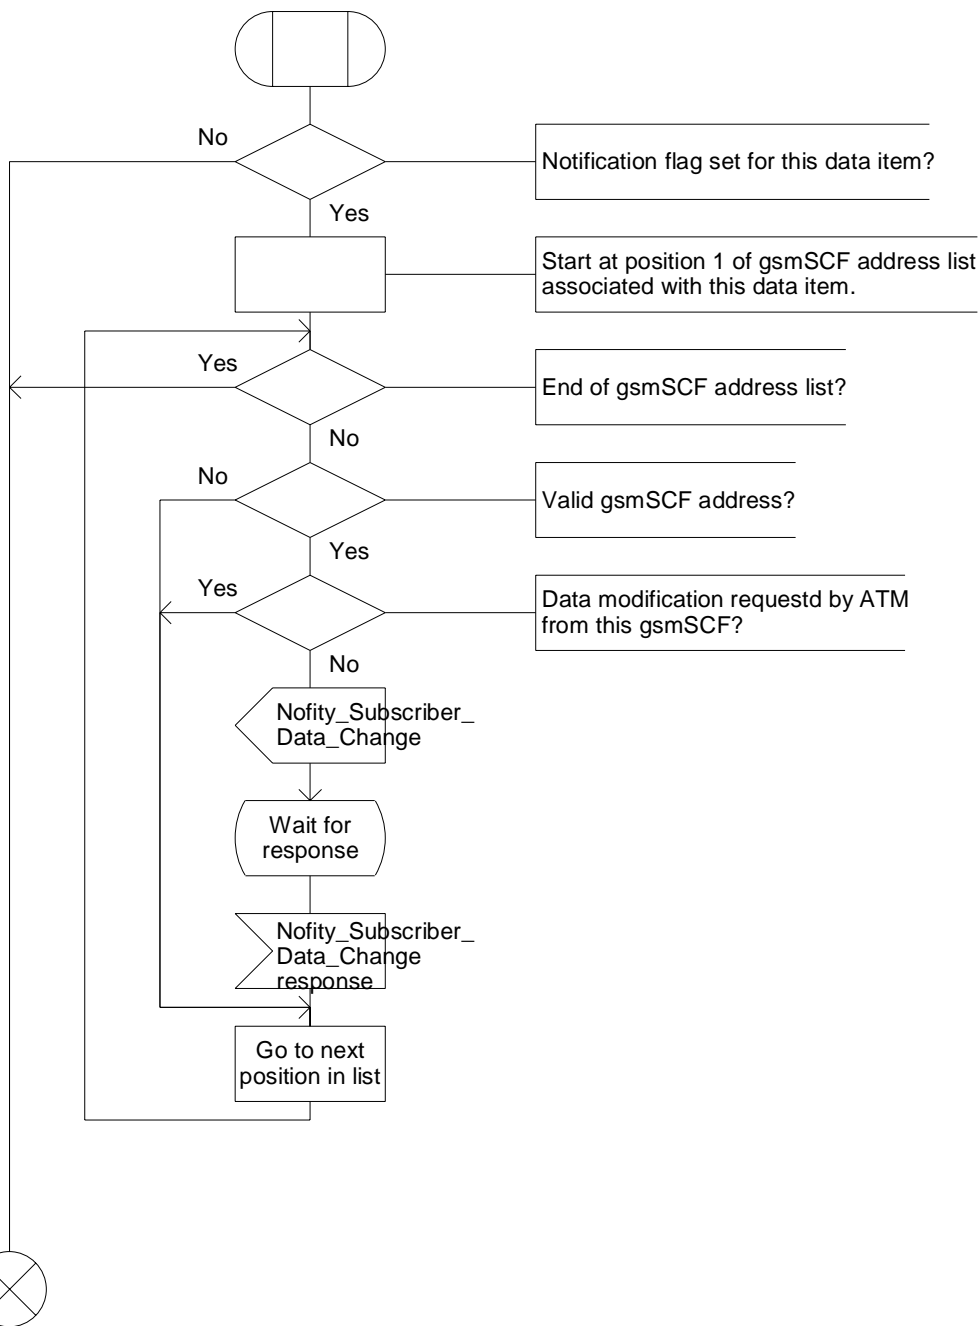 No
Notification flag set for this data item?
Yes
Start at position 1 of gsmSCF address list
associated with this data item.
Yes
End of gsmSCF address list?
No
No
Valid gsmSCF address?
Yes
Yes
Data modification requestd by ATM
from this gsmSCF?
No
Nofity_Subscriber_
Data_Change
Wait for
response
Nofity_Subscriber_
Data_Change
response
Go to next
position in list